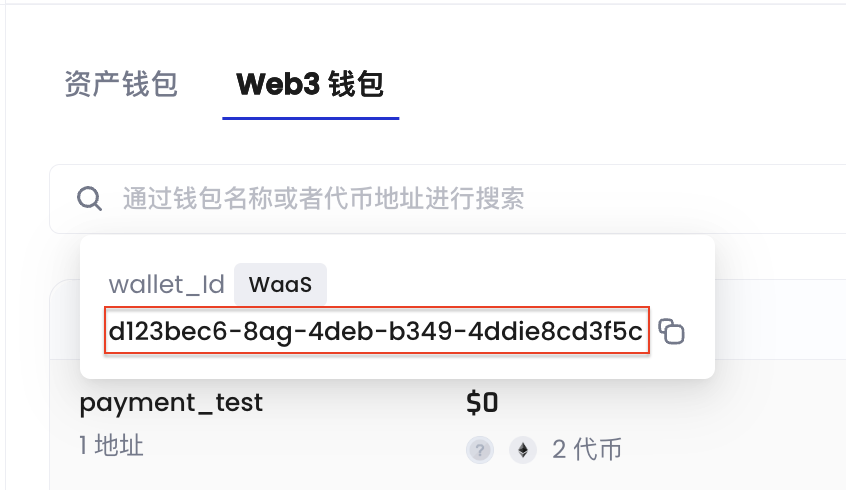 资产钱包 Web3 钱包
通过钱包名称或者代币地址进行搜索
wallet_Id WaaS
d123bec6-8ag-4deb-b349-4ddie8cd3f5c
payment_test $0
1 地址 ? 2 代币